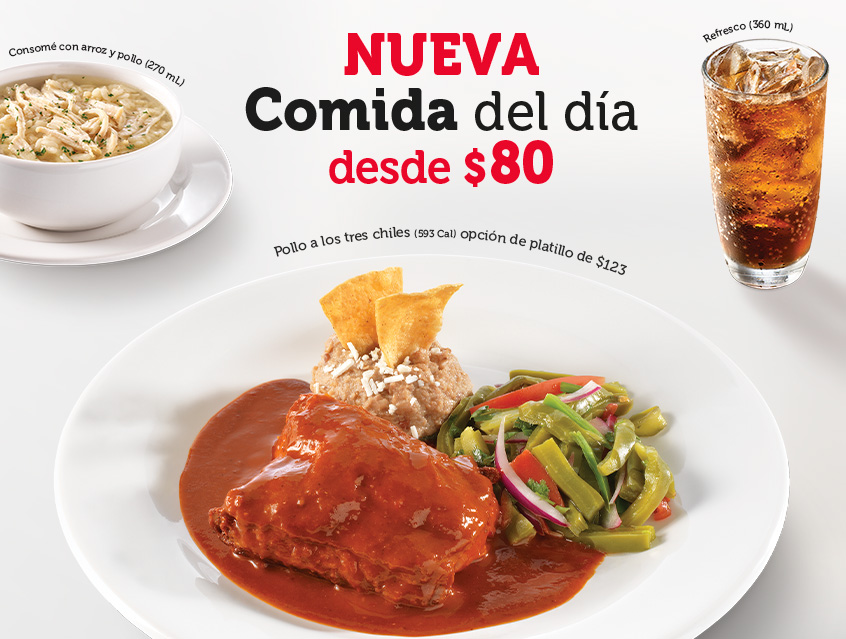 Consomé con arroz y pollo (270 mL)
NUEVA
Comida del día
desde $80
Refresco (360 mL)
Pollo a los tres chiles (593 Cal) opción de platillo de $123